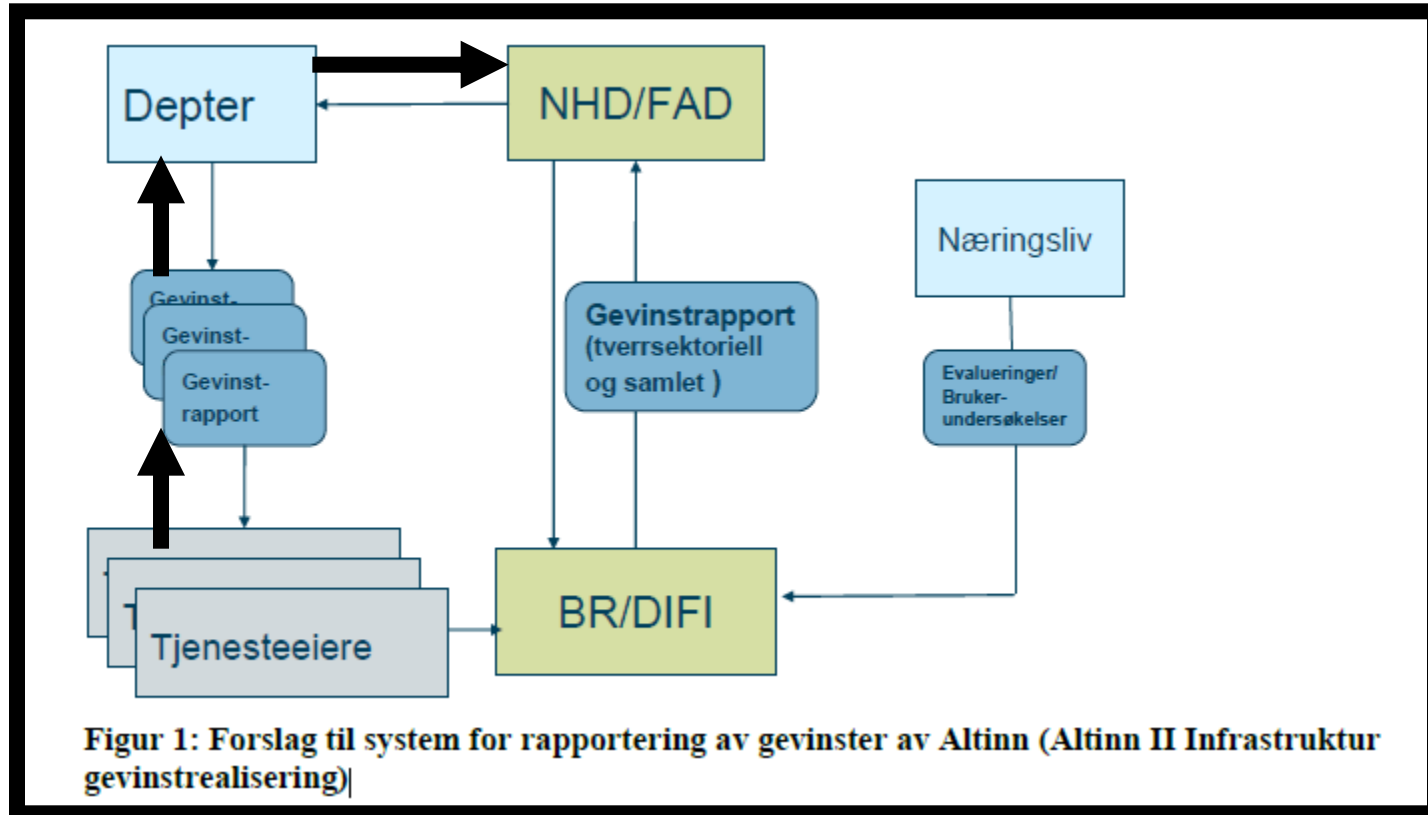 Depter
NHD/FAD
Næringsliv
Gevinst-
Gevinst-
Gevinst-
rapport
Gevinstrapport
(tverrsektoriell
og samlet )
Evalueringer/
Bruker-
undersøkelser
Tjenesteeiere
BR/DIFI
Figur 1: Forslag til system for rapportering av gevinster av Altinn (Altinn II Infrastruktur
gevinstrealisering)